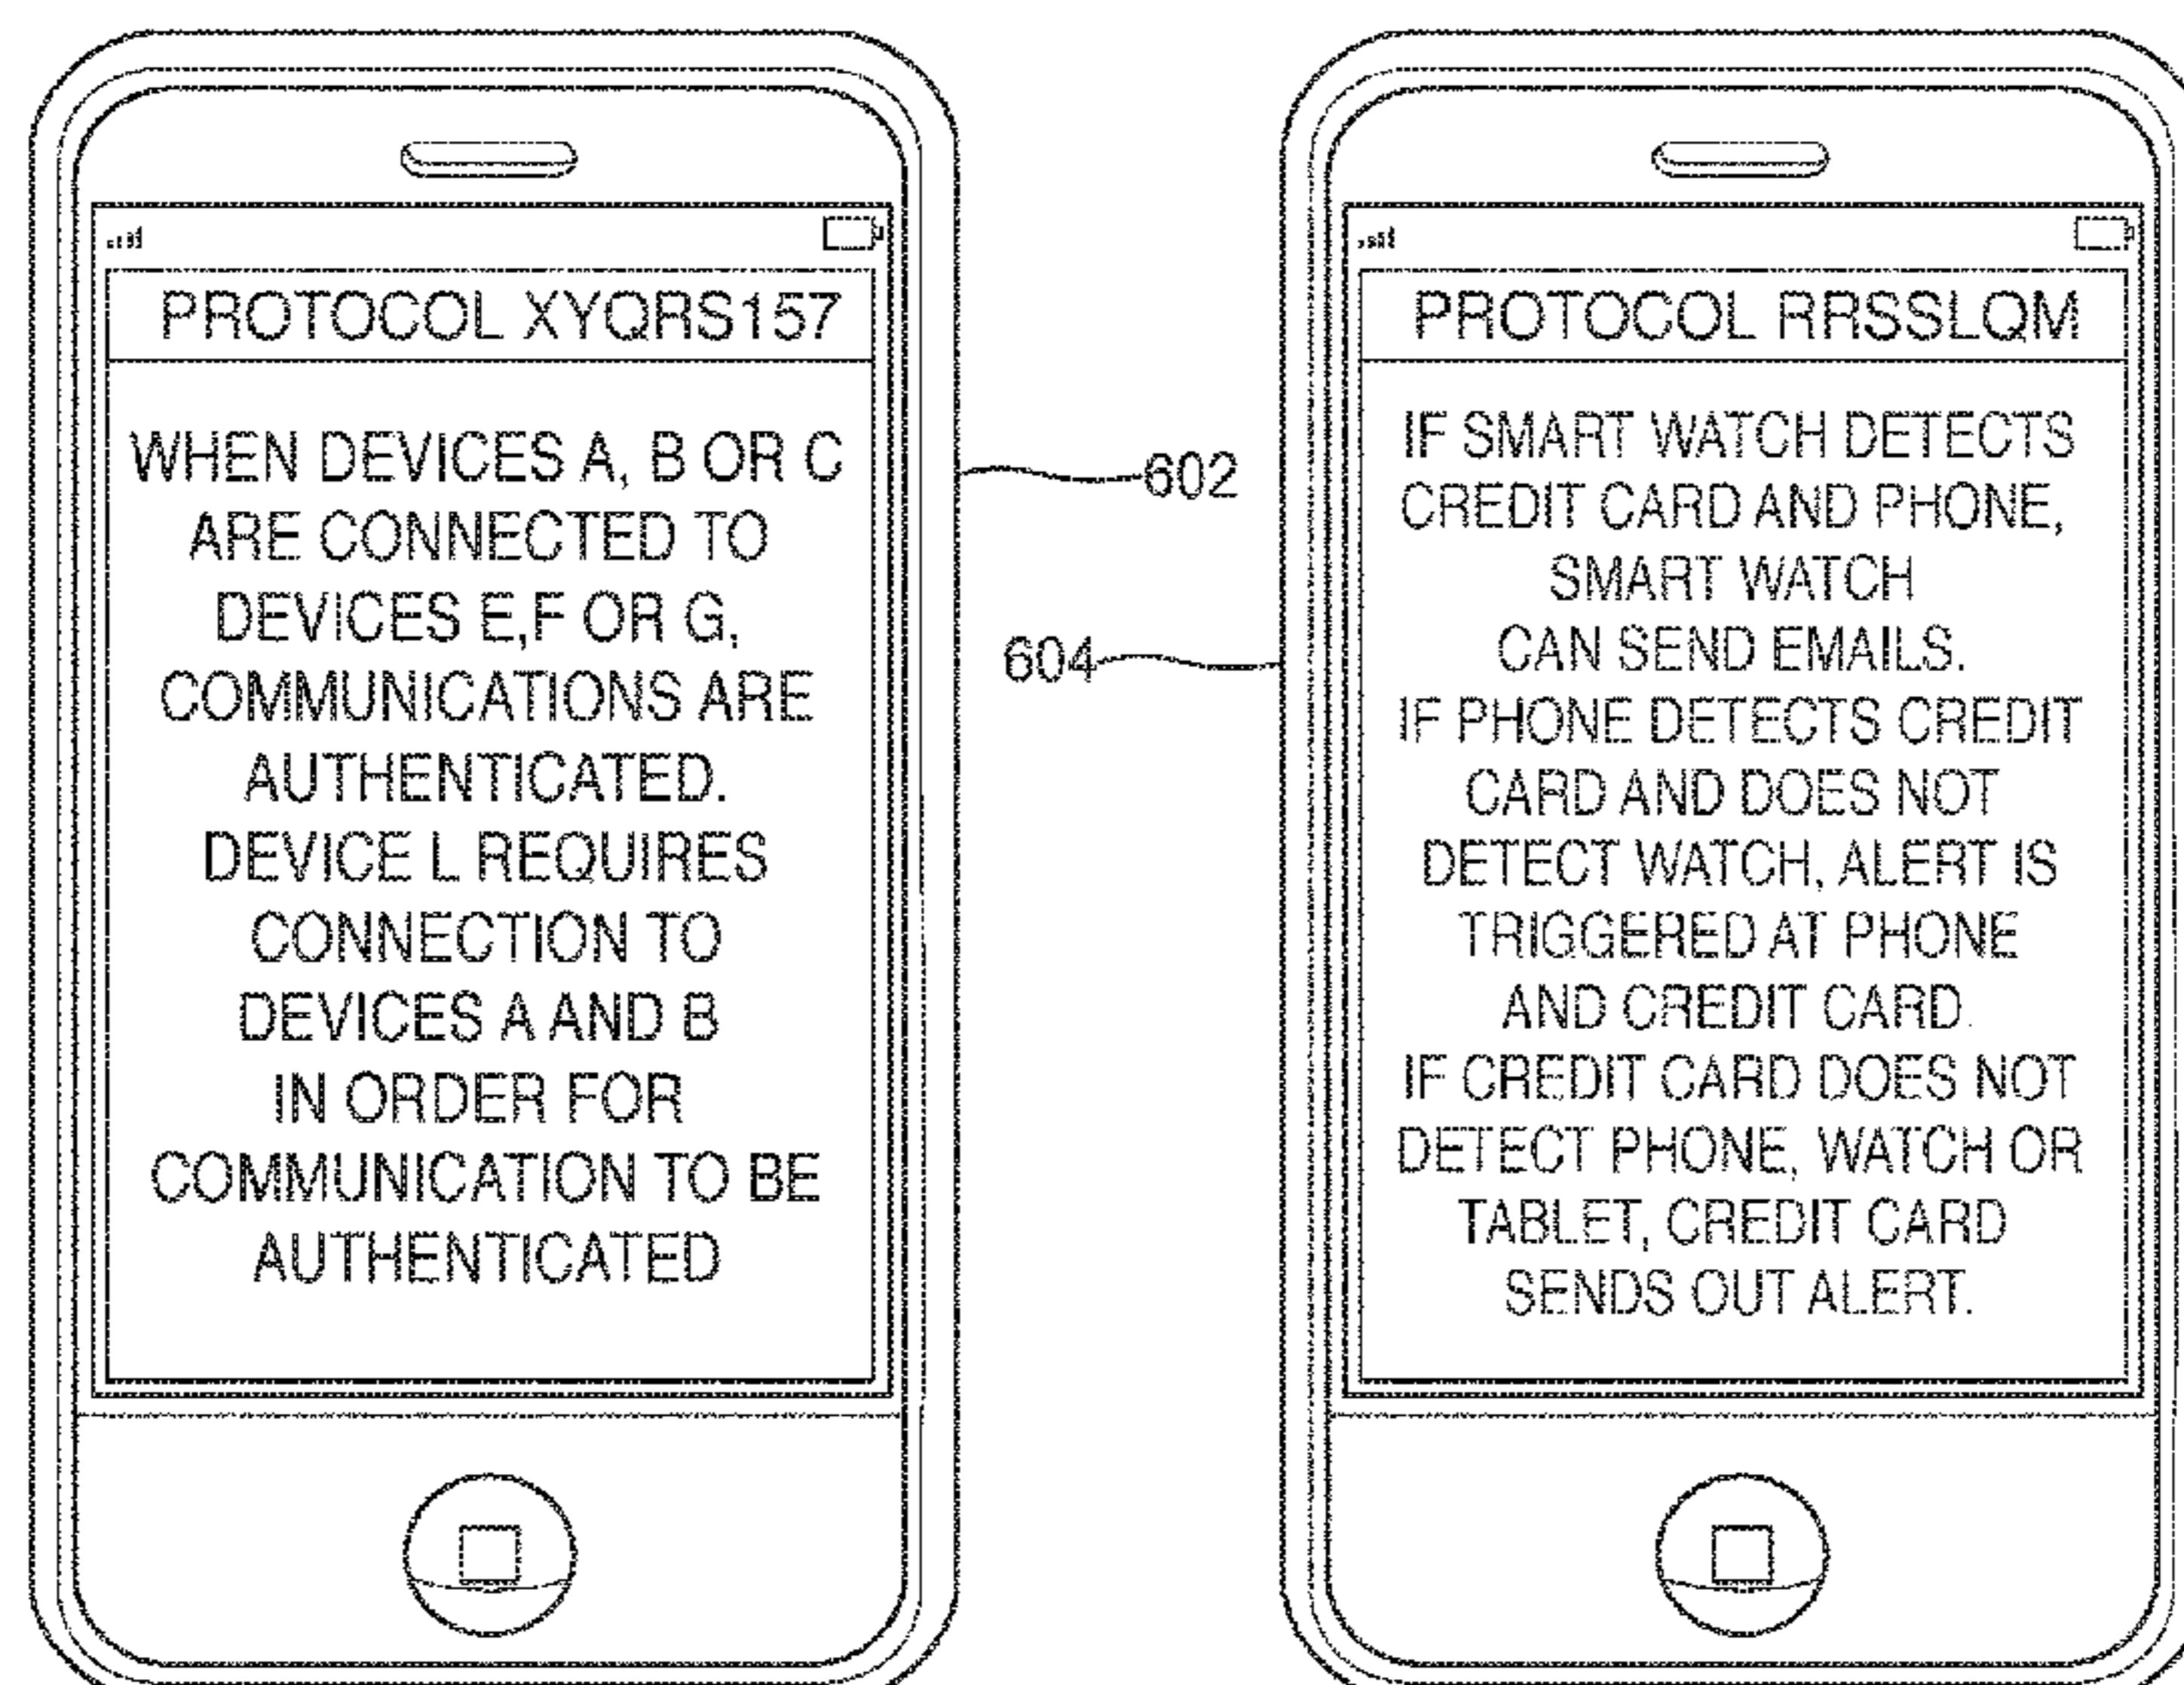 PROTOCOL XYQRS157
WHEN DEVICES A, B OR C
ARE CONNECTED TO
DEVICES E,F OR G,
COMMUNICATIONS ARE
AUTHENTICATED.
DEVICE L REQUIRES
CONNECTION TO
DEVICES A AND B
IN ORDER FOR
COMMUNICATION TO BE
AUTHENTICATED
602
604
PROTOCOL RRSSLQM
IF SMART WATCH DETECTS
CREDIT CARD AND PHONE,
SMART WATCH
CAN SEND EMAILS.
IF PHONE DETECTS CREDIT
CARD AND DOES NOT
DETECT WATCH, ALERT IS
TRIGGERED AT PHONE
AND CREDIT CARD.
IF CREDIT CARD DOES NOT
DETECT PHONE, WATCH OR
TABLET, CREDIT CARD
SENDS OUT ALERT.